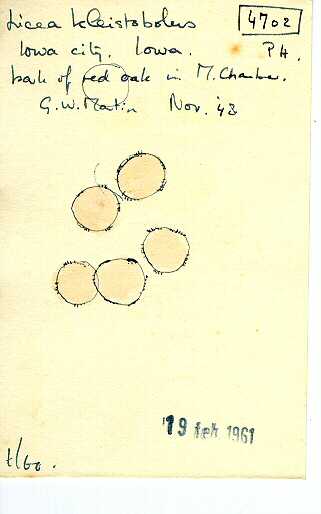 Licea kleistobolus
4702
Iowa city, Iowa.
PH.
bark of red oak in M. Chamber.
G.W. Martin Nov. '43
19 feb 1961
t/60.